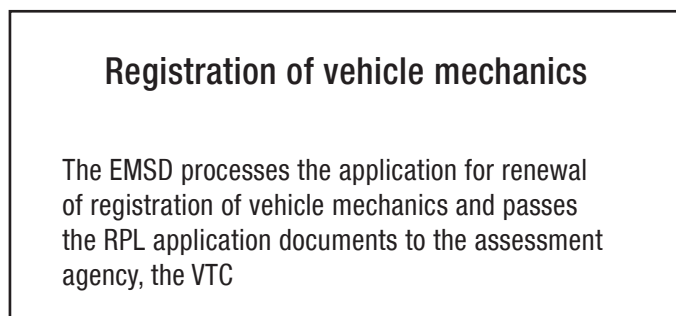 Registration of vehicle mechanics
The EMSD processes the application for renewal
of registration of vehicle mechanics and passes
the RPL application documents to the assessment
agency, the VTC